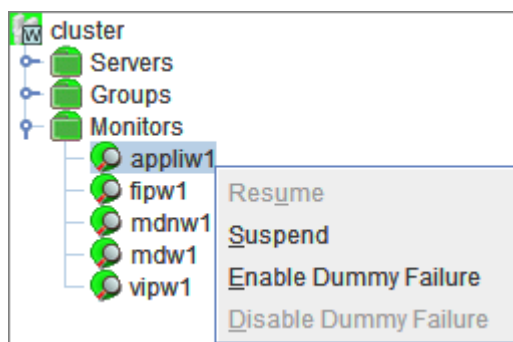 cluster
Servers
Groups
Monitors
appliw1
fipw1
mdnw1
mdw1
vipw1
Resume
Suspend
Enable Dummy Failure
Disable Dummy Failure